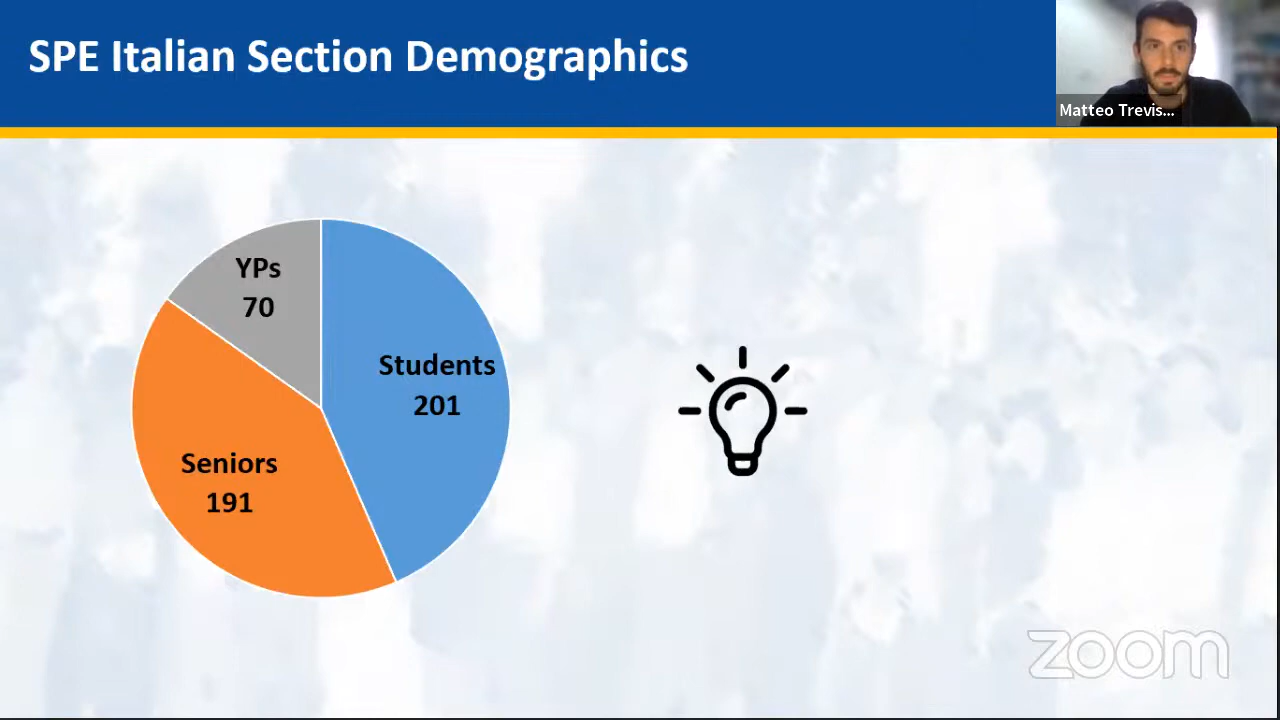 SPE Italian Section Demographics
Matteo Trevis...
YPs
70
Students
201
Seniors
191
zoom